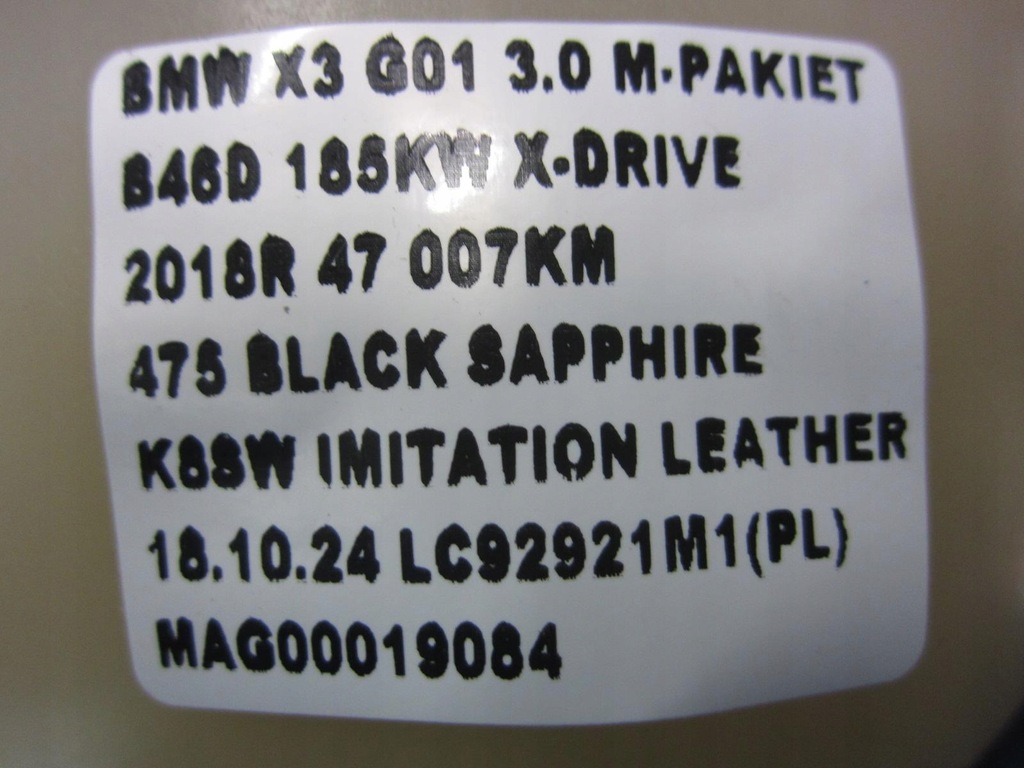 BMW X3 G01 3.0 M-PAKIET
B46D 185KW X-DRIVE
2018R 47 007KM
475 BLACK SAPPHIRE
K8SW IMITATION LEATHER
18.10.24 LC92921M1(PL)
MAG00019084